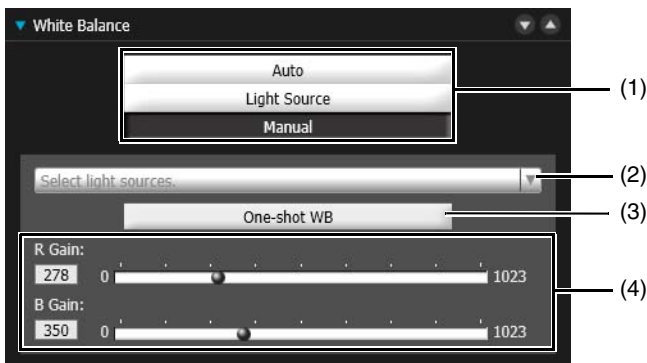 White Balance
Auto
(1)
Light Source
Manual
Select light sources.
(2)
One-shot WB
(3)
R Gain:
278 0 1023
(4)
B Gain:
350 0 1023